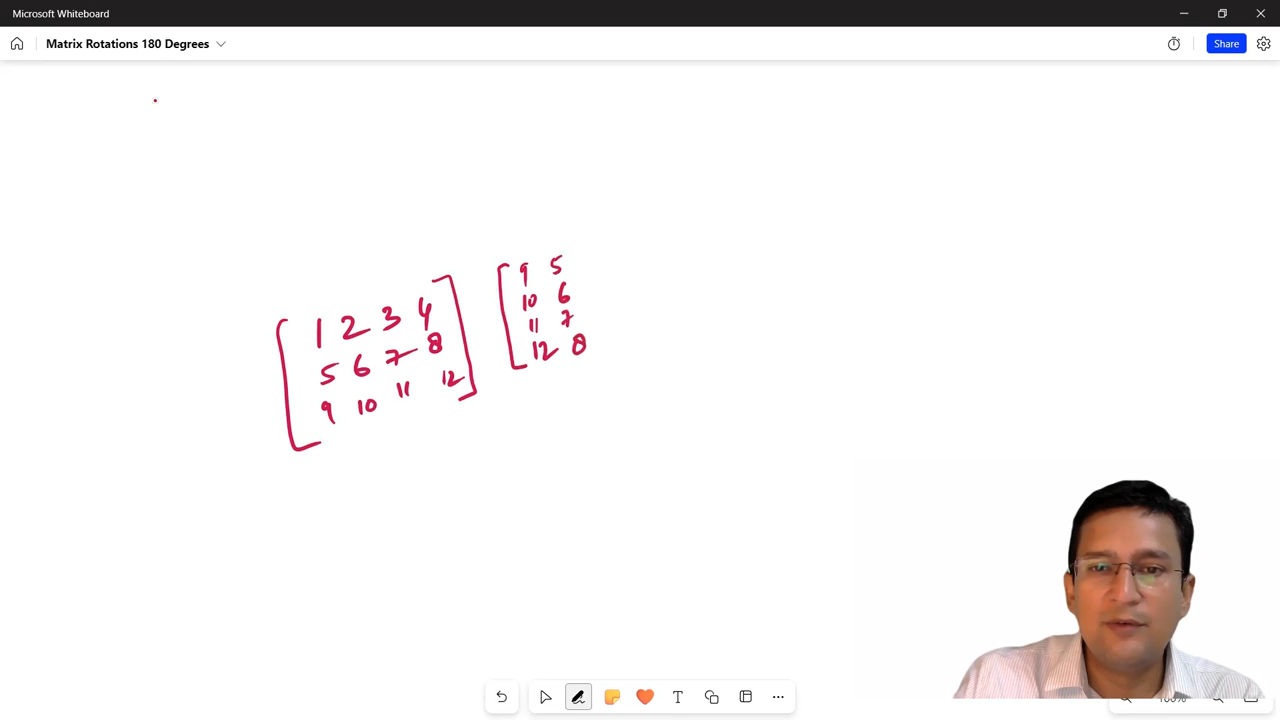 Microsoft Whiteboard
Matrix Rotations 180 Degrees
Share
1 2 3 4
5 6 7 8
9 10 11 12
9 5
10 6
11 7
12 8
T